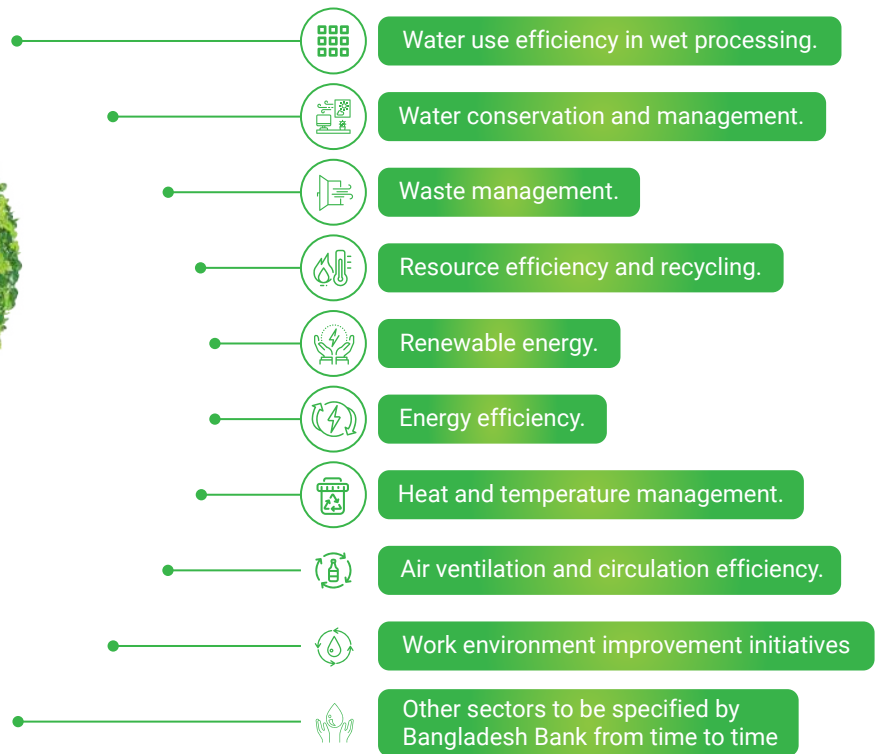 Water use efficiency in wet processing.
Water conservation and management.
Waste management.
Resource efficiency and recycling.
Renewable energy.
Energy efficiency.
Heat and temperature management.
Air ventilation and circulation efficiency.
Work environment improvement initiatives
Other sectors to be specified by
Bangladesh Bank from time to time